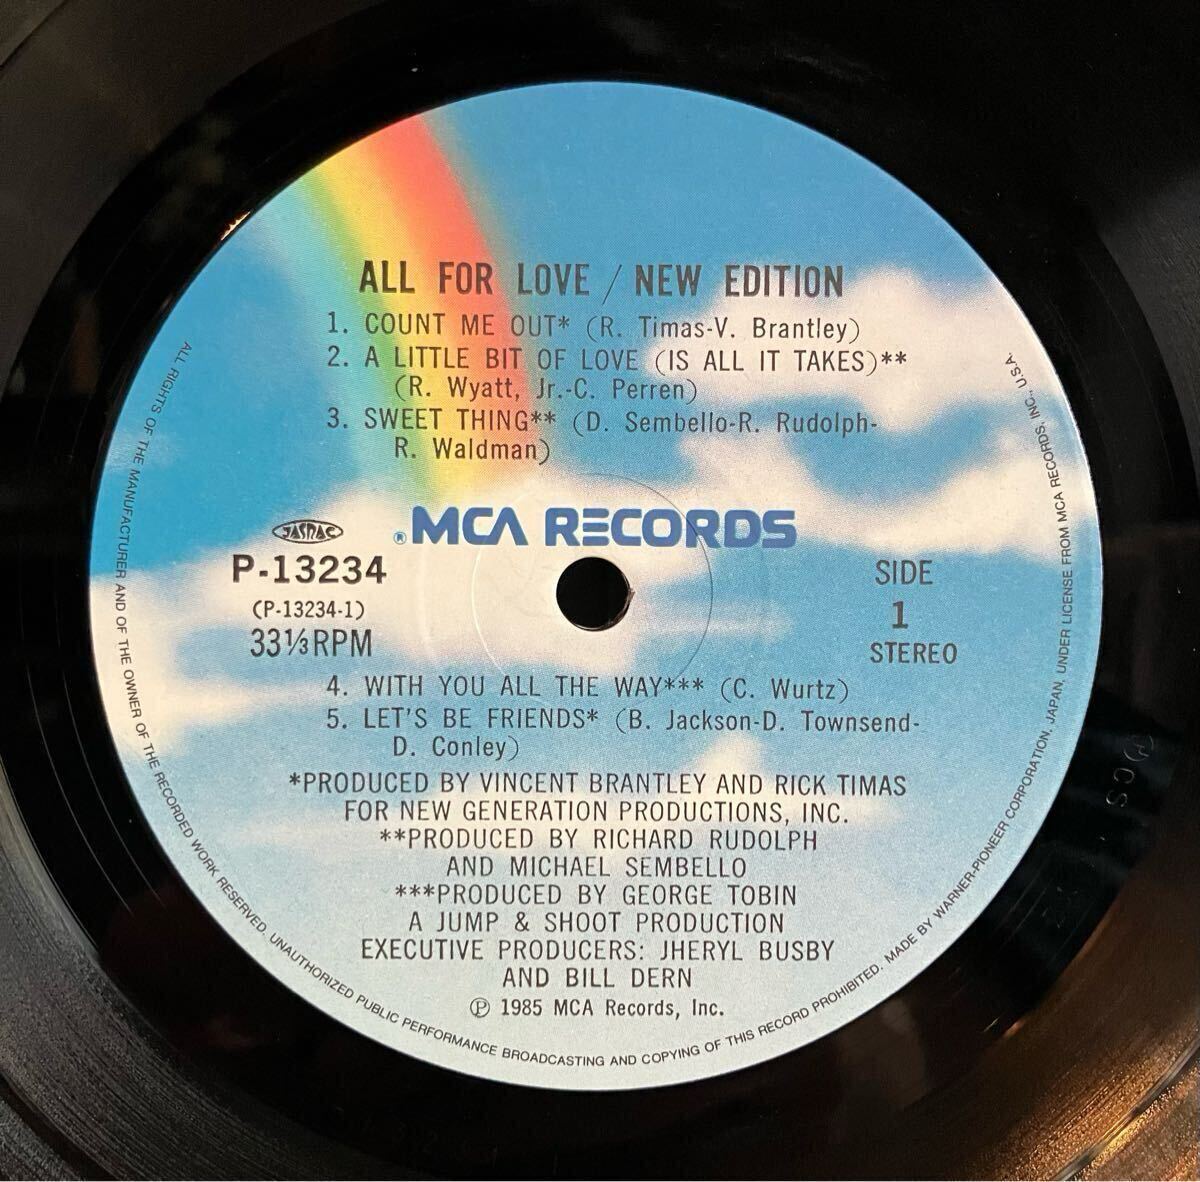 ALL FOR LOVE / NEW EDITION
1. COUNT ME OUT* (R. Timas-V. Brantley)
2. A LITTLE BIT OF LOVE (IS ALL IT TAKES)**
(R. Wyatt, Jr.-C. Perren)
3. SWEET THING** (D. Sembello-R. Rudolph-
R. Waldman)
JASRAC
® MCA RECORDS
P-13234
(P-13234-1)
33⅓RPM
SIDE
1
STEREO
4. WITH YOU ALL THE WAY*** (C. Wurtz)
5. LET'S BE FRIENDS* (B. Jackson-D. Townsend-
D. Conley)
*PRODUCED BY VINCENT BRANTLEY AND RICK TIMAS
FOR NEW GENERATION PRODUCTIONS, INC.
**PRODUCED BY RICHARD RUDOLPH
AND MICHAEL SEMBELLO
***PRODUCED BY GEORGE TOBIN
A JUMP & SHOOT PRODUCTION
EXECUTIVE PRODUCERS: JHERYL BUSBY
AND BILL DERN
℗ 1985 MCA Records, Inc.
ALL RIGHTS OF THE MANUFACTURER AND OF THE OWNER OF THE RECORDED WORK RESERVED. UNAUTHORIZED PUBLIC PERFORMANCE BROADCASTING AND COPYING OF THIS RECORD PROHIBITED. MADE BY WARNER-PIONEER CORPORATION, JAPAN, UNDER LICENSE FROM MCA RECORDS, INC., U.S.A.